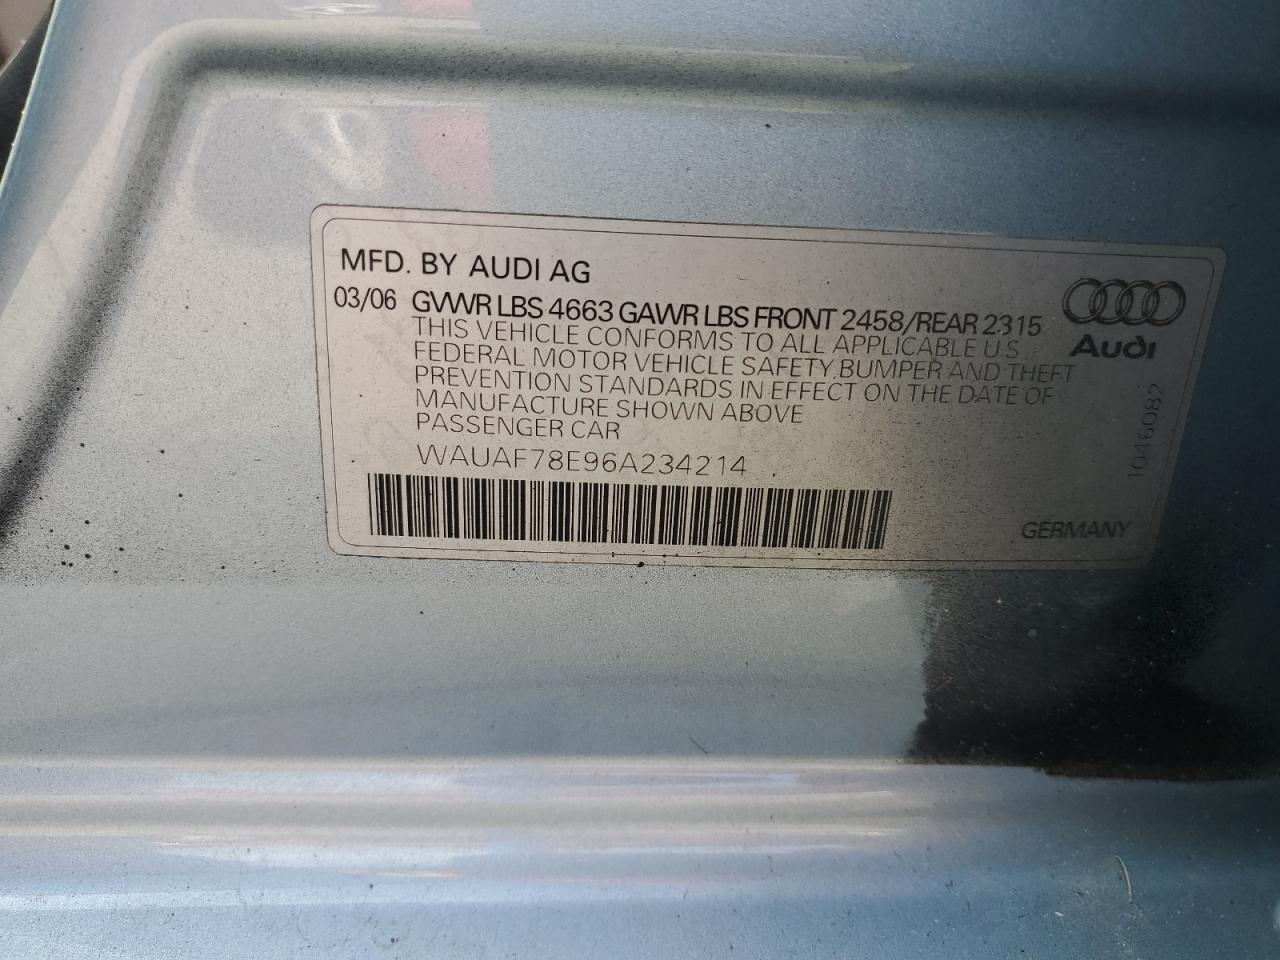 MFD. BY AUDI AG
03/06 GVWR LBS 4663 GAWR LBS FRONT 2458/REAR 2315
THIS VEHICLE CONFORMS TO ALL APPLICABLE U.S.
FEDERAL MOTOR VEHICLE SAFETY,BUMPER AND THEFT
PREVENTION STANDARDS IN EFFECT ON THE DATE OF
MANUFACTURE SHOWN ABOVE
PASSENGER CAR
WAUAF78E96A234214
Audi
1046082
GERMANY